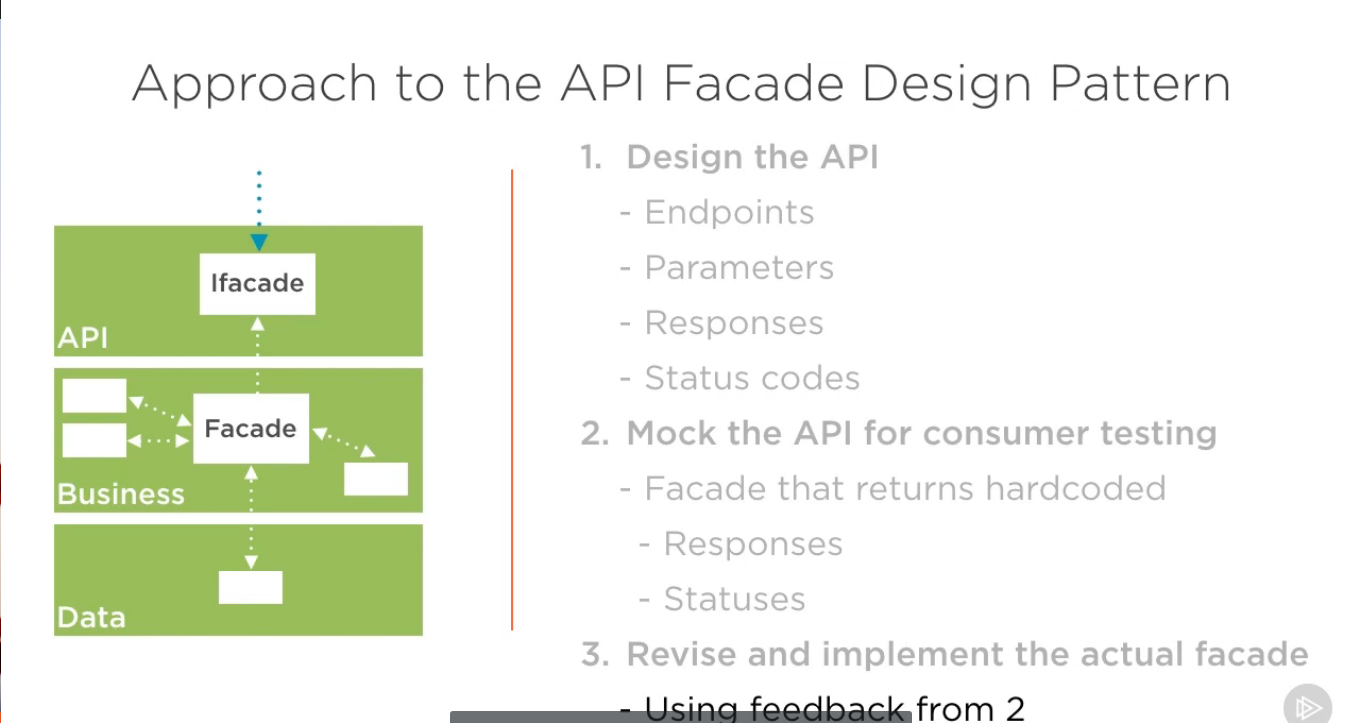 Approach to the API Facade Design Pattern
Ifacade
API
Facade
Business
Data
1. Design the API
- Endpoints
- Parameters
- Responses
- Status codes
2. Mock the API for consumer testing
- Facade that returns hardcoded
- Responses
- Statuses
3. Revise and implement the actual facade
- Using feedback from 2